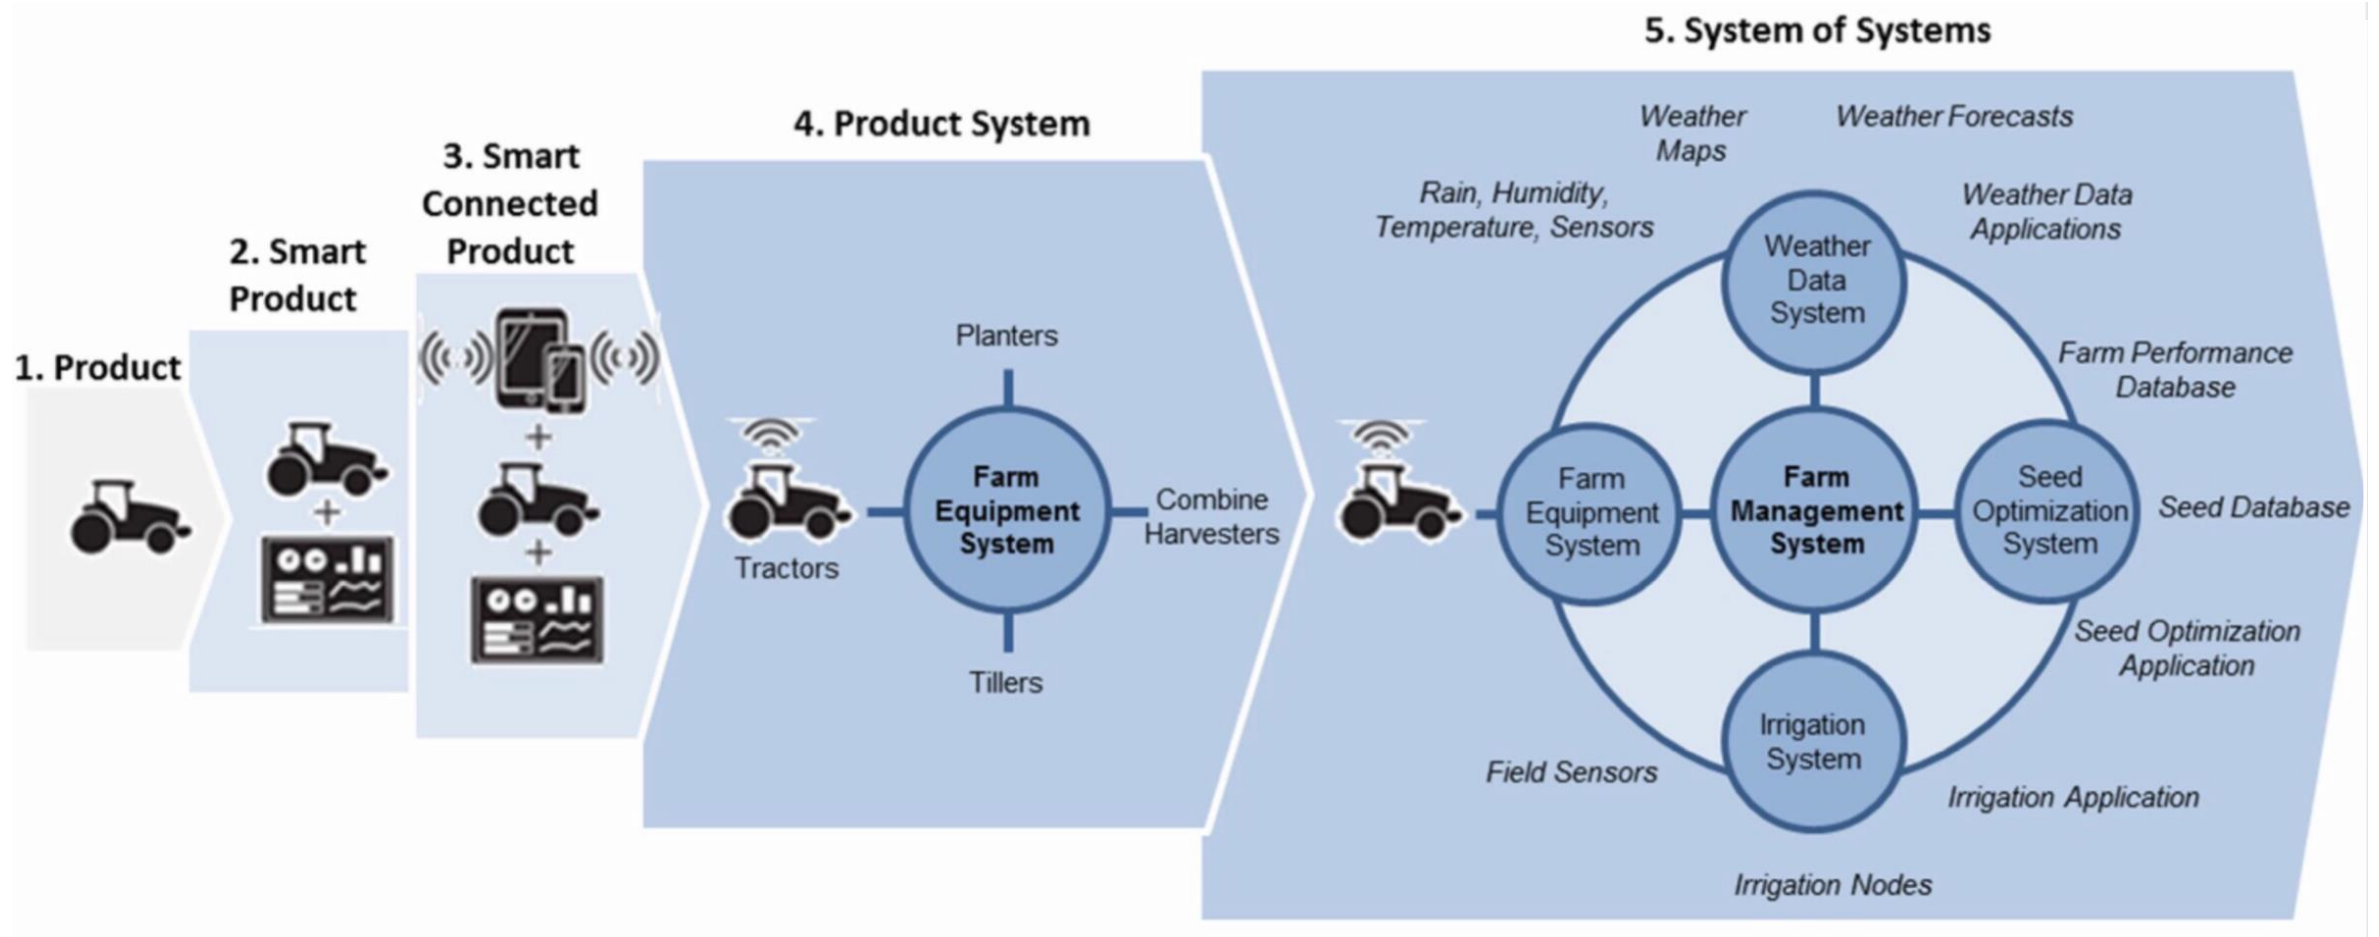 1. Product
2. Smart
Product
3. Smart
Connected
Product
4. Product System
Planters
Tractors
Farm
Equipment
System
Combine
Harvesters
Tillers
5. System of Systems
Weather
Maps
Weather Forecasts
Rain, Humidity,
Temperature, Sensors
Weather Data
Applications
Weather
Data
System
Farm Performance
Database
Farm
Equipment
System
Farm
Management
System
Seed
Optimization
System
Seed Database
Seed Optimization
Application
Irrigation
System
Field Sensors
Irrigation Application
Irrigation Nodes